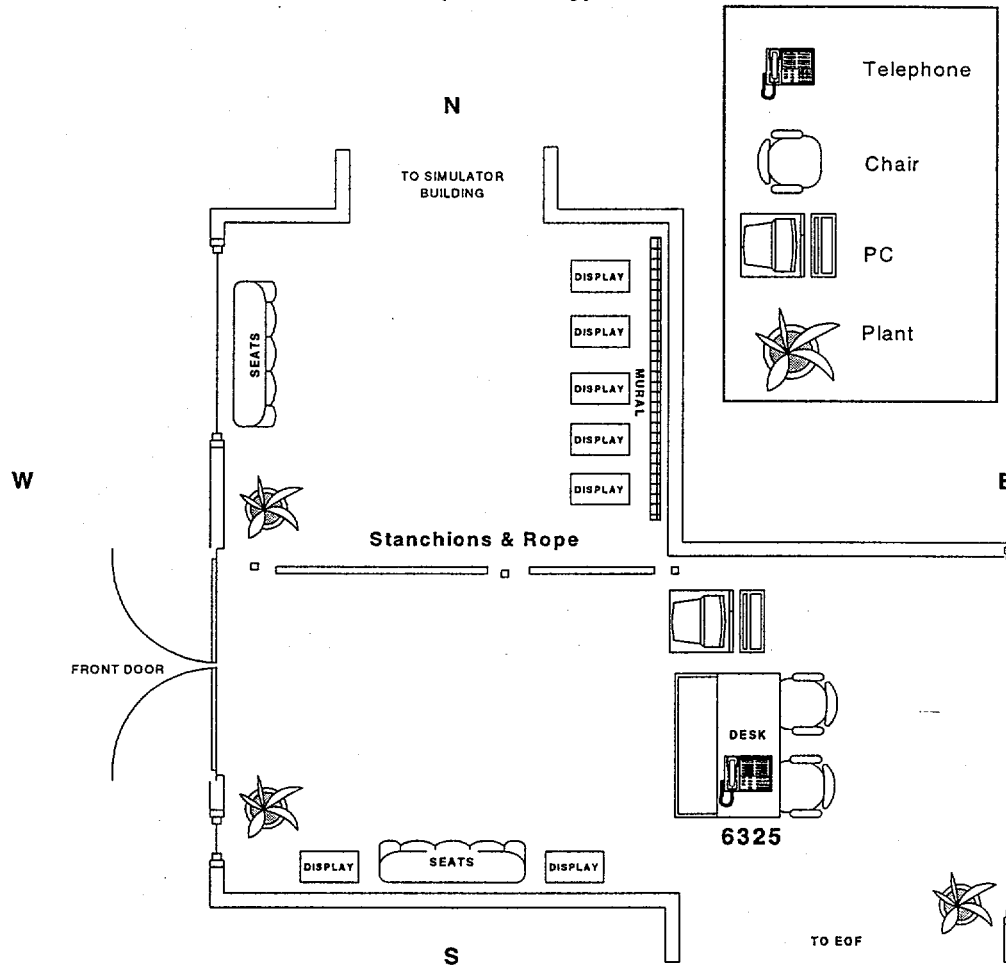 N
TO SIMULATOR
BUILDING
Telephone
Chair
PC
Plant
DISPLAY
DISPLAY
DISPLAY
DISPLAY
DISPLAY
SEATS
MURAL
W
E
Stanchions & Rope
FRONT DOOR
DESK
6325
DISPLAY
SEATS
DISPLAY
TO EOF
S